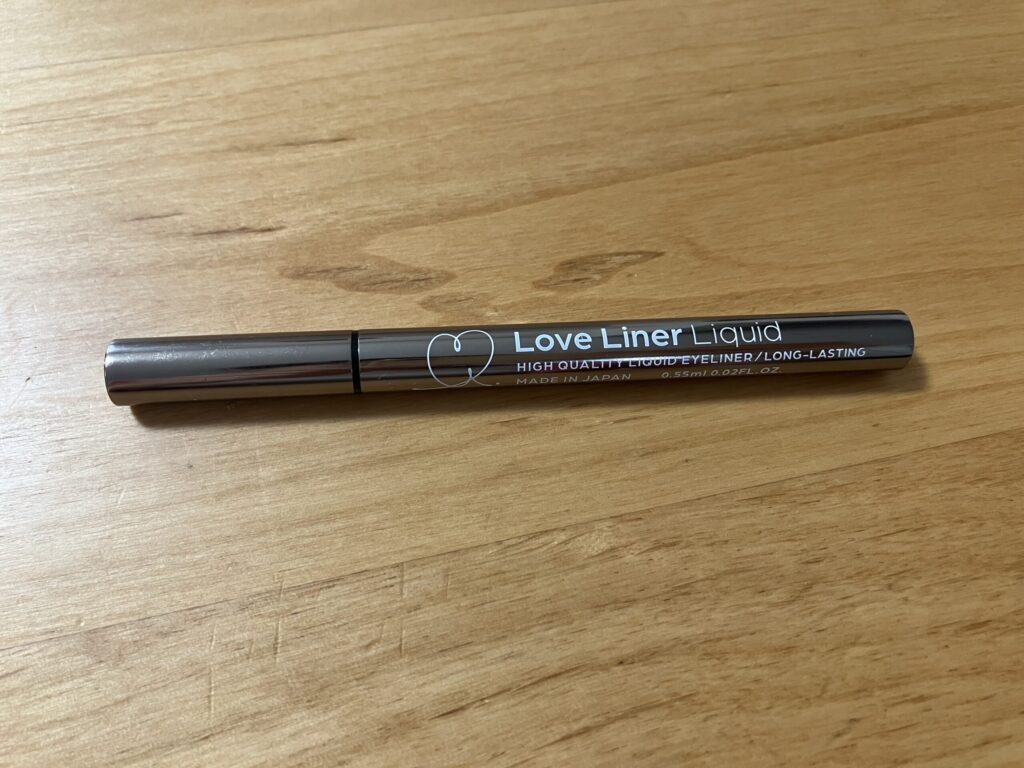 Love Liner Liquid
HIGH QUALITY LIQUID EYELINER/LONG-LASTING
MADE IN JAPAN 0.55ml 0.02FL.OZ.